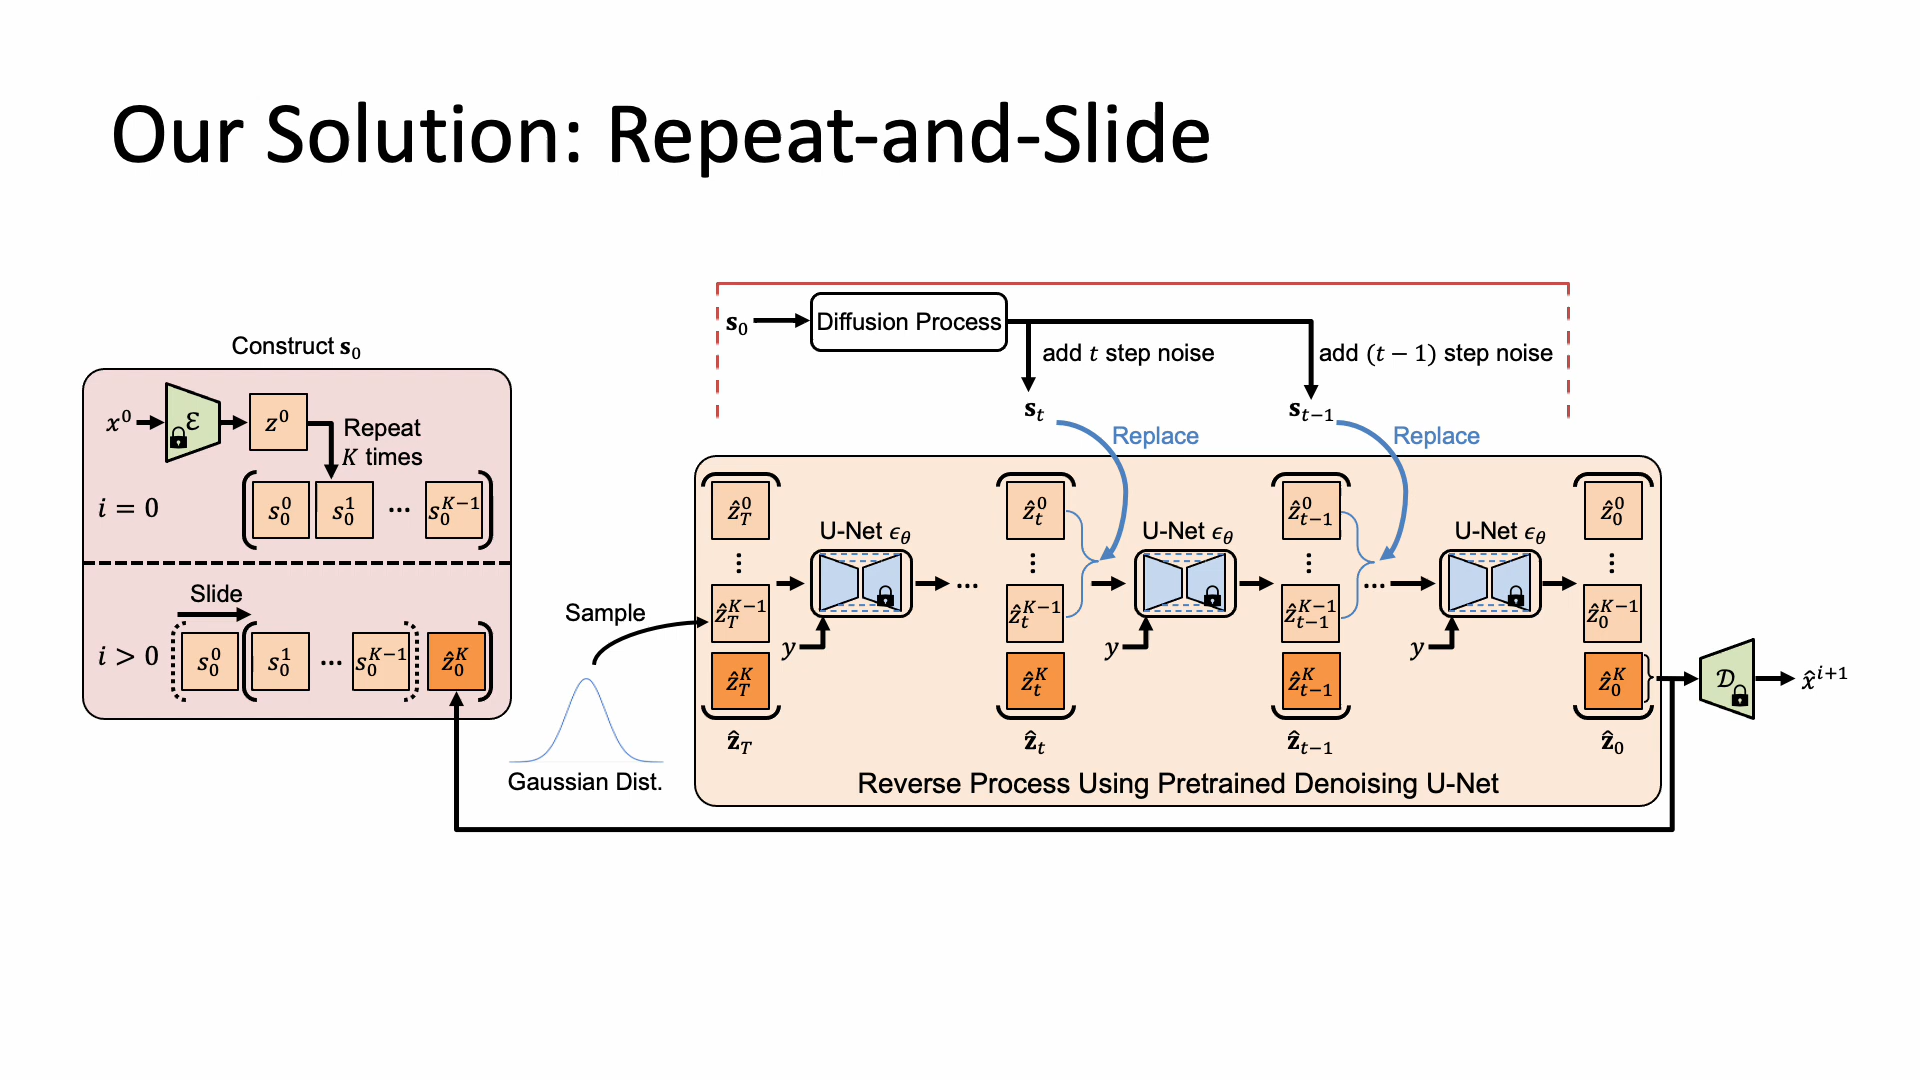 Our Solution: Repeat-and-Slide
Construct s₀
x⁰
ℰ
z⁰
Repeat
K times
i = 0
s₀⁰ s₀¹ ··· s₀ᴷ⁻¹
Slide
i > 0
s₀⁰ s₀¹ ··· s₀ᴷ⁻¹ ẑ₀ᴷ
Sample
Gaussian Dist.
s₀
Diffusion Process
add t step noise
add (t − 1) step noise
s_t
s_{t−1}
Replace
Replace
ẑ_T^0
⋮
ẑ_T^{K−1}
ẑ_T^K
ẑ_T
U-Net ϵ_θ
y
···
ẑ_t^0
⋮
ẑ_t^{K−1}
ẑ_t^K
ẑ_t
U-Net ϵ_θ
y
ẑ_{t−1}^0
⋮
ẑ_{t−1}^{K−1}
ẑ_{t−1}^K
ẑ_{t−1}
···
U-Net ϵ_θ
y
ẑ_0^0
⋮
ẑ_0^{K−1}
ẑ_0^K
ẑ_0
𝒟
x̂^{i+1}
Reverse Process Using Pretrained Denoising U-Net